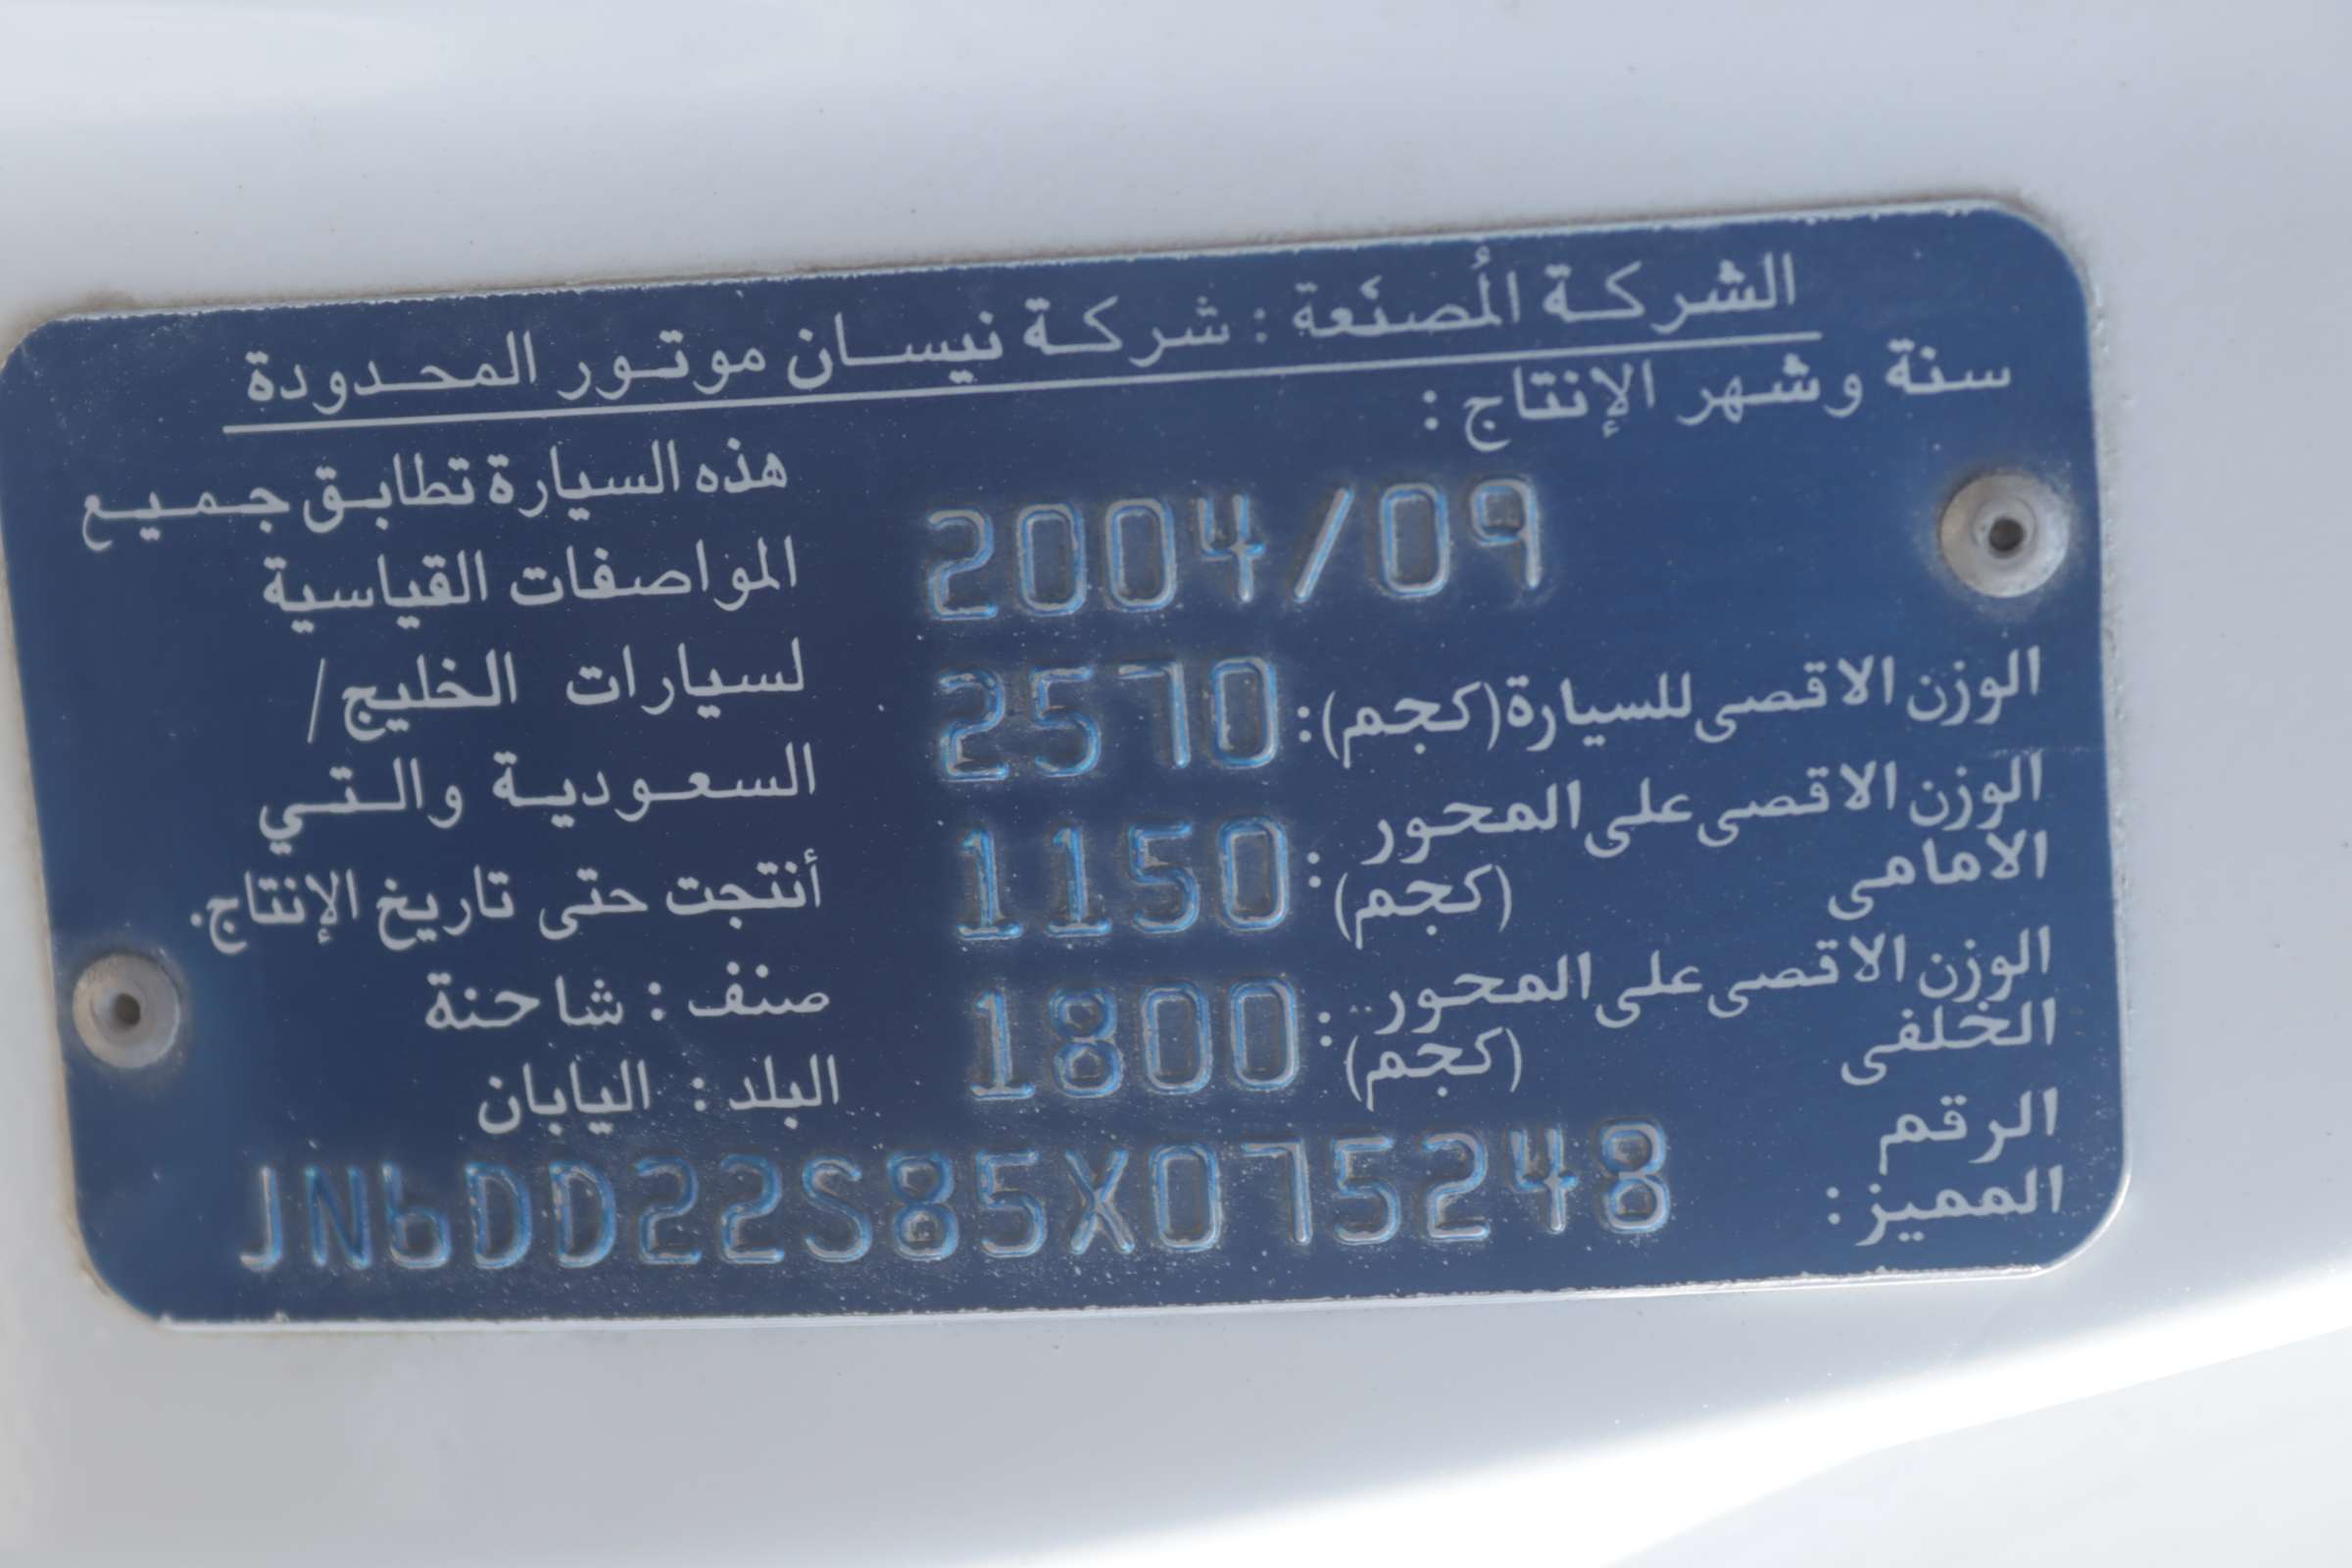 الشركة المُصنَعة : شركة نيسان موتور المحدودة
سنة وشهر الإنتاج :
2004/09
الوزن الاقصى للسيارة (كجم): 2570
الوزن الاقصى على المحور
الامامى (كجم) : 1150
الوزن الاقصى على المحور
الخلفى (كجم) : 1800
هذه السيارة تطابق جميع
المواصفات القياسية
لسيارات الخليج/
السعودية والتي
أنتجت حتى تاريخ الإنتاج.
صنف : شاحنة
البلد : اليابان
الرقم
المميز : JN6DD22S85X075248